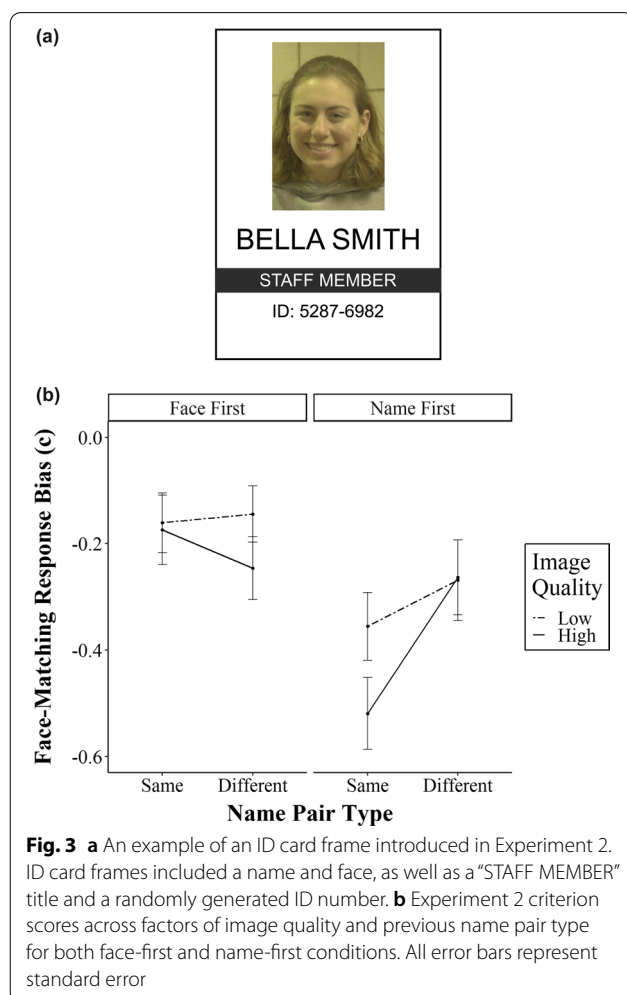 (a)
BELLA SMITH
STAFF MEMBER
ID: 5287-6982
(b)
Face First
Name First
Face-Matching Response Bias (c)
0.0
-0.2
-0.4
-0.6
Same
Different
Same
Different
Name Pair Type
Image
Quality
Low
High
Fig. 3 a An example of an ID card frame introduced in Experiment 2.
ID card frames included a name and face, as well as a “STAFF MEMBER”
title and a randomly generated ID number. b Experiment 2 criterion
scores across factors of image quality and previous name pair type
for both face-first and name-first conditions. All error bars represent
standard error